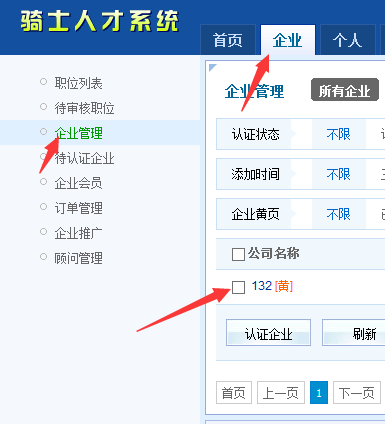 骑士人才系统
首页 企业 个人
职位列表
待审核职位
企业管理
待认证企业
企业会员
订单管理
企业推广
顾问管理
企业管理 所有企业
认证状态 不限
添加时间 不限
企业黄页 不限
公司名称
132 [黄]
认证企业 刷新
首页 上一页 1 下一页